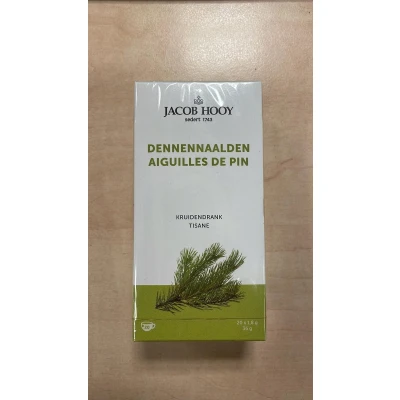 JACOB HOOY
sedert 1743
DENNENNAALDEN
AIGUILLES DE PIN
KRUIDENDRANK
TISANE